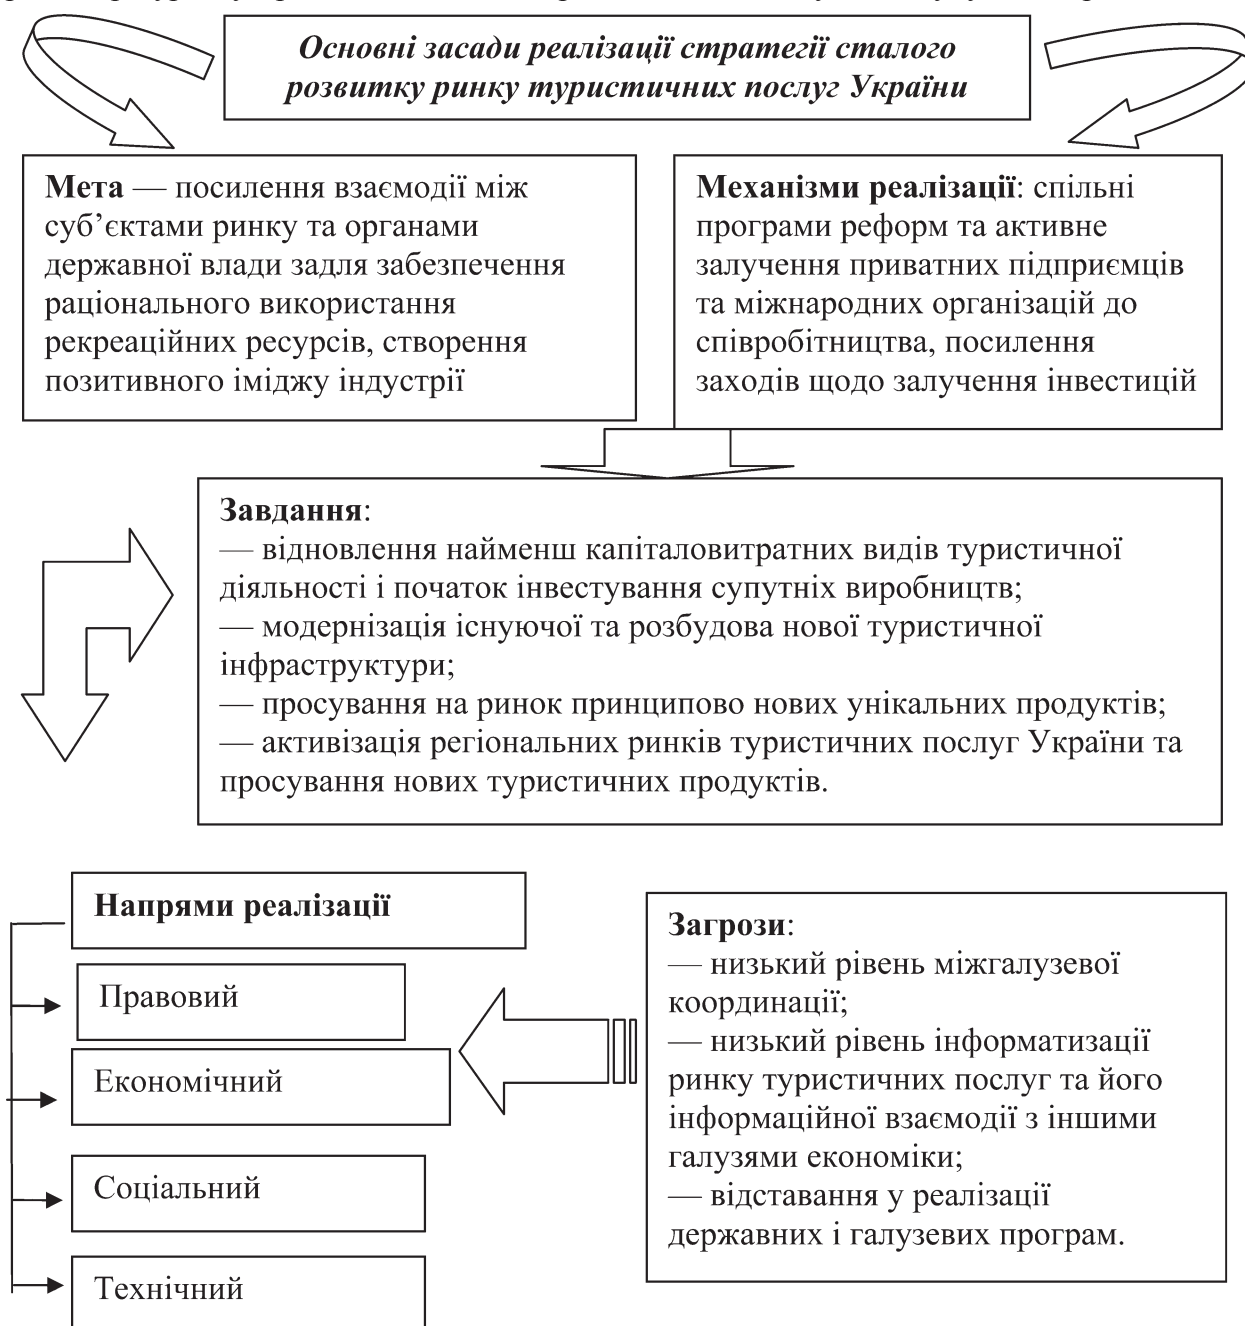 Основні засади реалізації стратегії сталого
розвитку ринку туристичних послуг України
Мета — посилення взаємодії між
суб’єктами ринку та органами
державної влади задля забезпечення
раціонального використання
рекреаційних ресурсів, створення
позитивного іміджу індустрії
Механізми реалізації: спільні
програми реформ та активне
залучення приватних підприємців
та міжнародних організацій до
співробітництва, посилення
заходів щодо залучення інвестицій
Завдання:
— відновлення найменш капіталовитратних видів туристичної
діяльності і початок інвестування супутніх виробництв;
— модернізація існуючої та розбудова нової туристичної
інфраструктури;
— просування на ринок принципово нових унікальних продуктів;
— активізація регіональних ринків туристичних послуг України та
просування нових туристичних продуктів.
Напрями реалізації
Правовий
Економічний
Соціальний
Технічний
Загрози:
— низький рівень міжгалузевої
координації;
— низький рівень інформатизації
ринку туристичних послуг та його
інформаційної взаємодії з іншими
галузями економіки;
— відставання у реалізації
державних і галузевих програм.